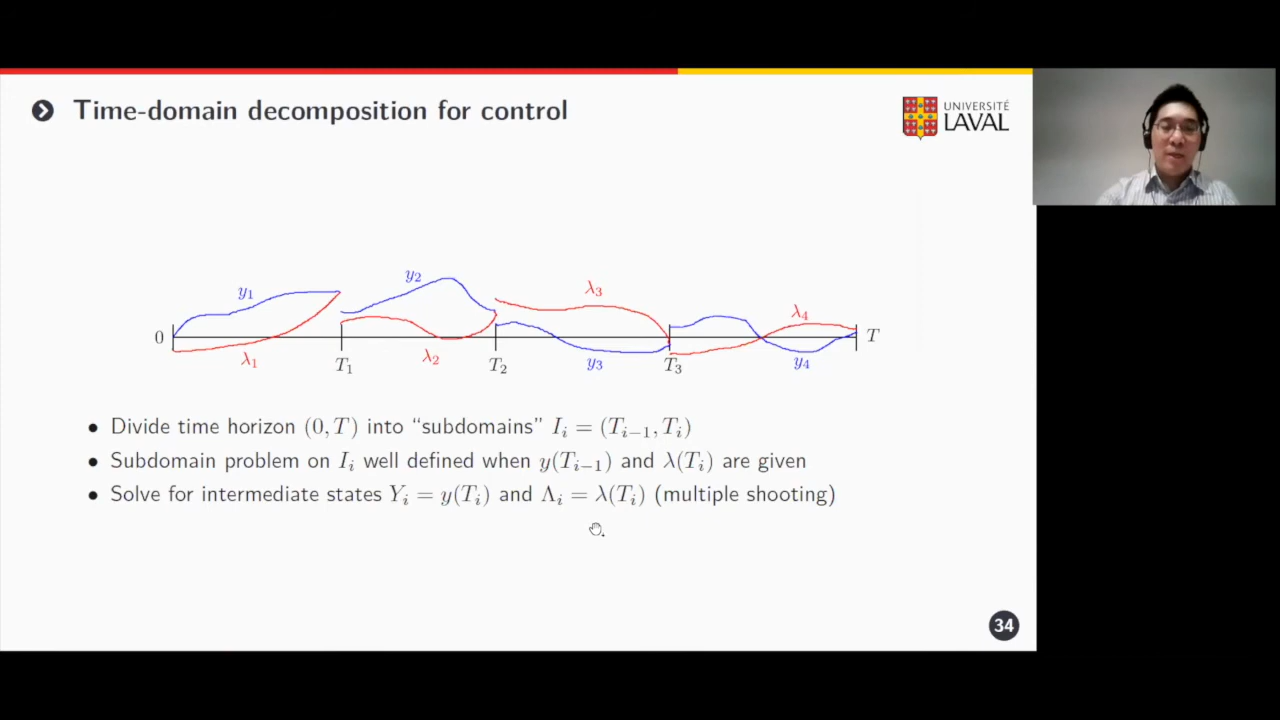 Time-domain decomposition for control
UNIVERSITÉ
LAVAL
y₁
y₂
λ₃
λ₄
0
T
λ₁
T₁
λ₂
T₂
y₃
T₃
y₄
• Divide time horizon (0, T) into “subdomains” Iᵢ = (Tᵢ₋₁, Tᵢ)
• Subdomain problem on Iᵢ well defined when y(Tᵢ₋₁) and λ(Tᵢ) are given
• Solve for intermediate states Yᵢ = y(Tᵢ) and Λᵢ = λ(Tᵢ) (multiple shooting)
34